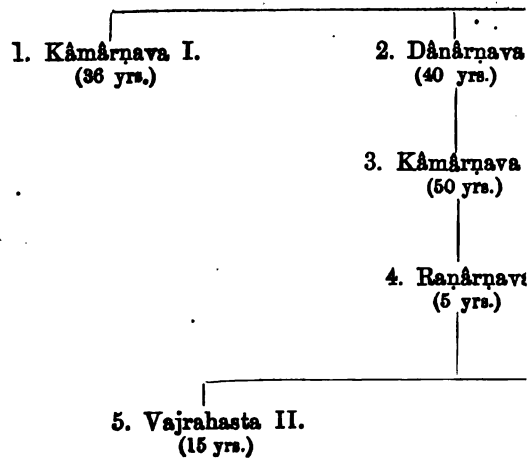 1. Kâmârṇava I.
(36 yrs.)
2. Dânârṇava
(40 yrs.)
3. Kâmârṇava
(50 yrs.)
4. Raṇârṇava
(5 yrs.)
5. Vajrahasta II.
(15 yrs.)